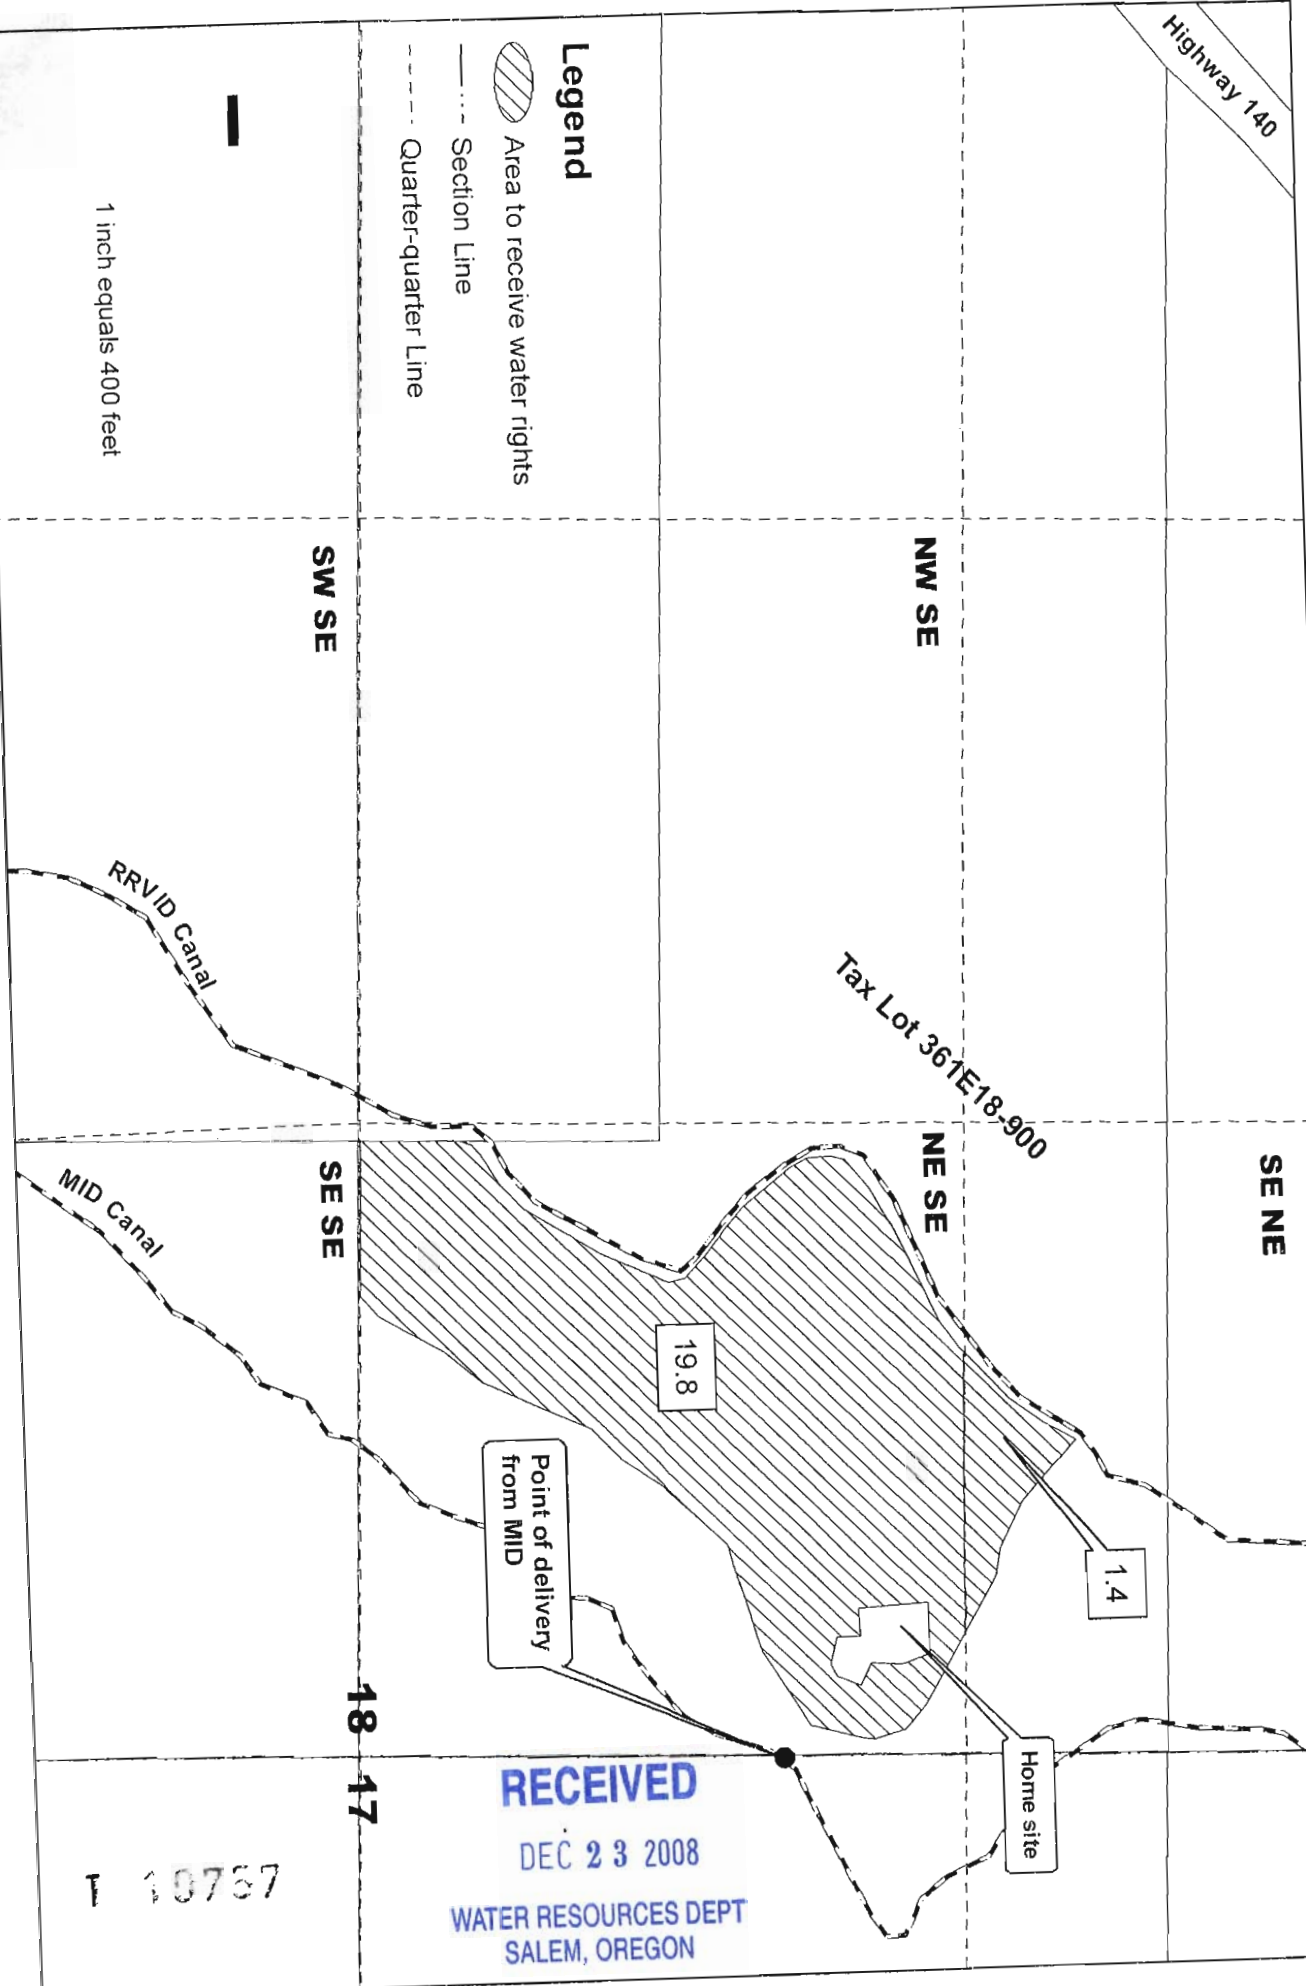 Highway 140
Legend
Area to receive water rights
Section Line
Quarter-quarter Line
1 inch equals 400 feet
NW SE
SW SE
Tax Lot 361E18-900
RRVID Canal
SE NE
NE SE
SE SE
MID Canal
19.8
1.4
Point of delivery
from MID
Home site
18
17
RECEIVED
DEC 23 2008
WATER RESOURCES DEPT
SALEM, OREGON